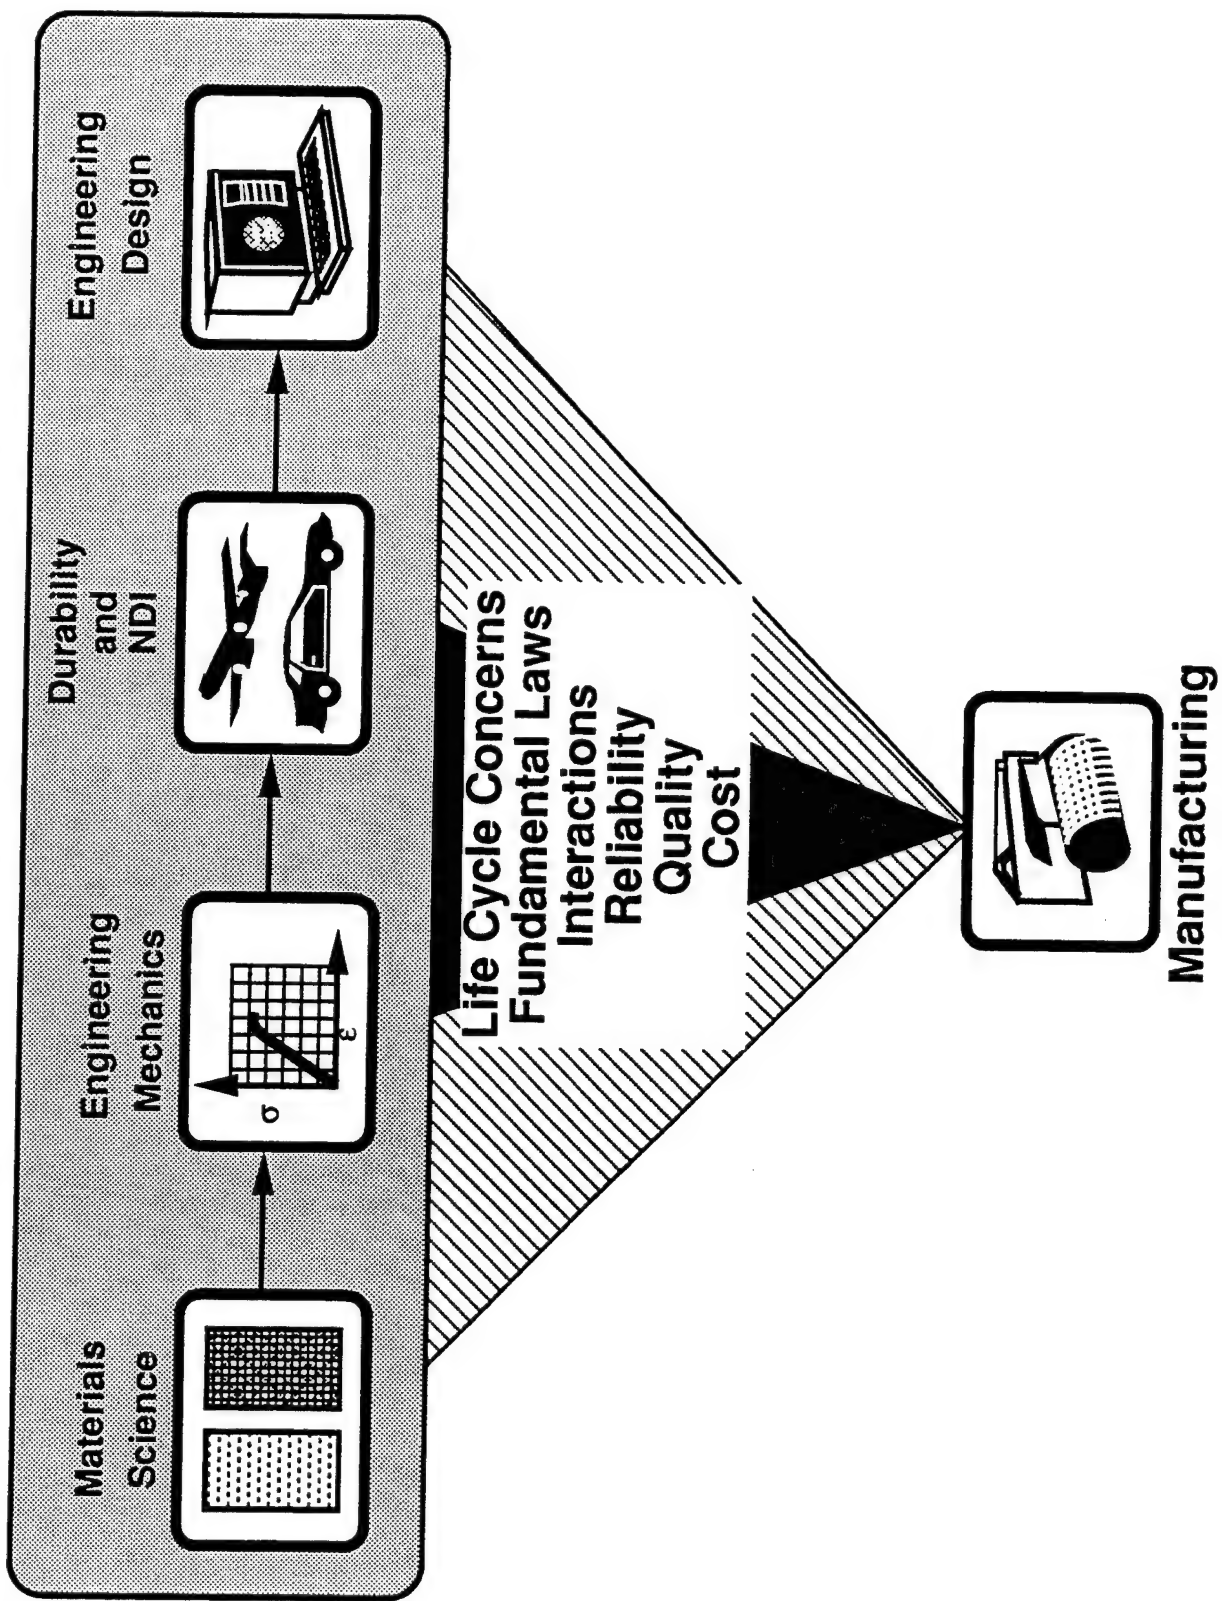 Materials
Science
Engineering
Mechanics
σ
ε
Durability
and
NDI
Engineering
Design
Life Cycle Concerns
Fundamental Laws
Interactions
Reliability
Quality
Cost
Manufacturing